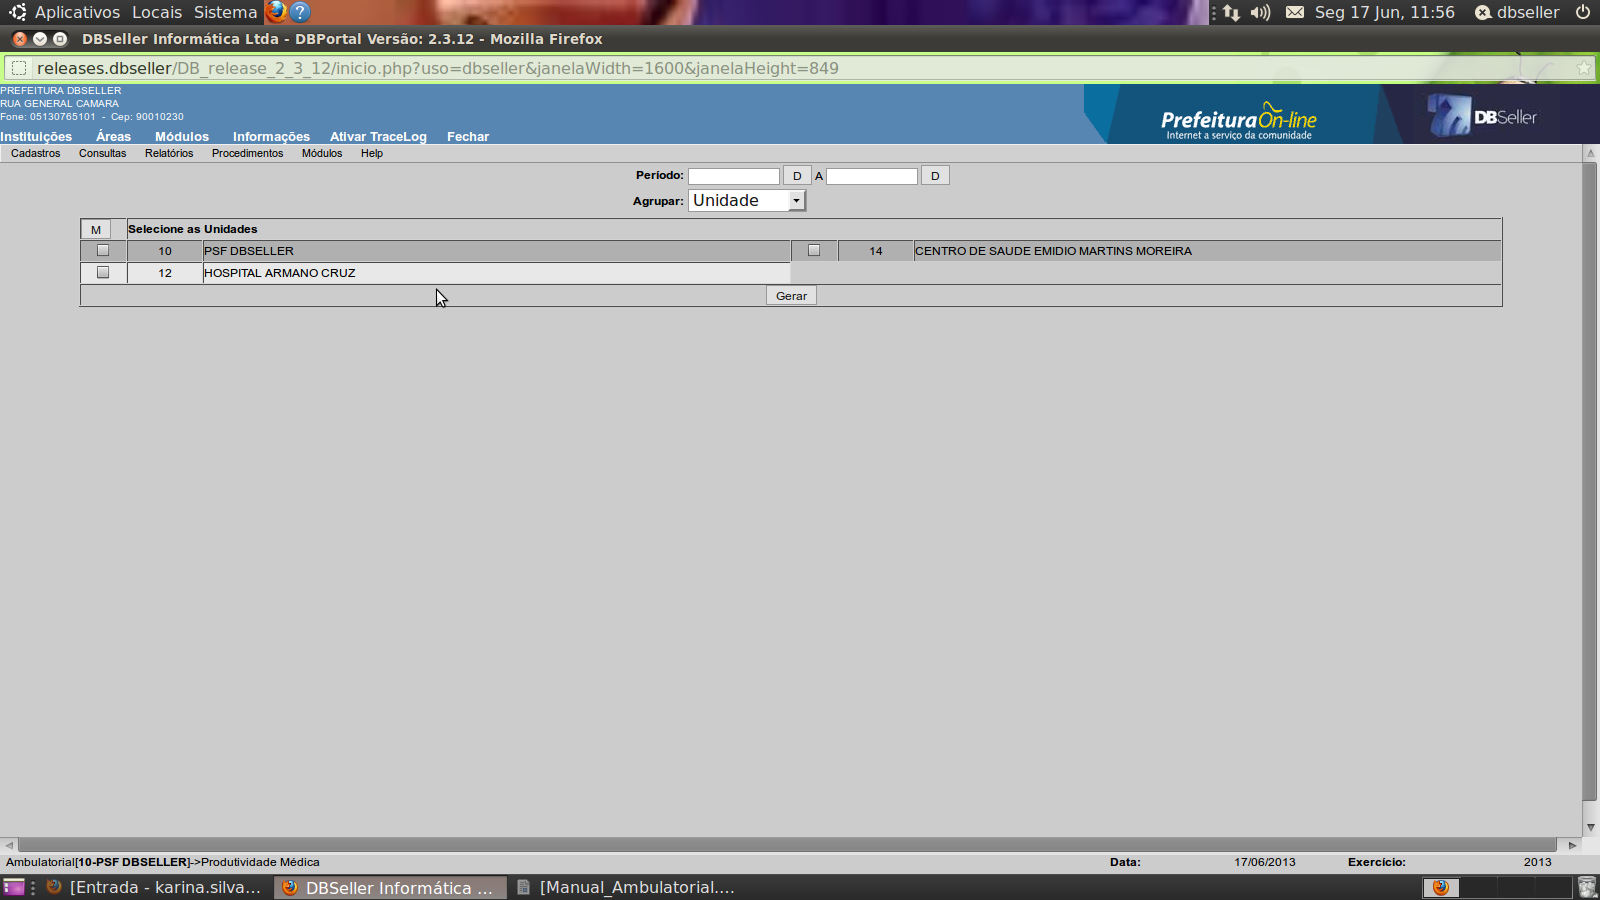 Aplicativos Locais Sistema ? Seg 17 Jun, 11:56 dbseller
DBSeller Informática Ltda - DBPortal Versão: 2.3.12 - Mozilla Firefox
releases.dbseller/DB_release_2_3_12/inicio.php?uso=dbseller&janelaWidth=1600&janelaHeight=849
PREFEITURA DBSELLER
RUA GENERAL CAMARA
Fone: 05130765101 - Cep: 90010230
Prefeitura On-line
Internet a serviço da comunidade
DBSeller
Instituições Áreas Módulos Informações Ativar TraceLog Fechar
Cadastros Consultas Relatórios Procedimentos Módulos Help
Período: D A D
Agrupar: Unidade
M Selecione as Unidades
10 PSF DBSELLER 14 CENTRO DE SAUDE EMIDIO MARTINS MOREIRA
12 HOSPITAL ARMANO CRUZ
Gerar
Ambulatorial[10-PSF DBSELLER]->Produtividade Médica Data: 17/06/2013 Exercício: 2013
[Entrada - karina.silva... DBSeller Informática ... [Manual_Ambulatorial....